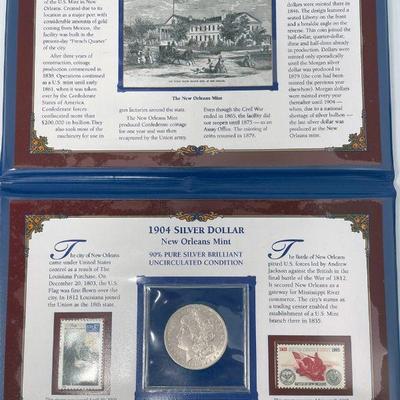 of the U.S. Mint in New
Orleans. Created due to its
location as a major port with
considerable amounts of gold
coming from Mexico, the
facility was built in the
present-day "French Quarter"
of the city.
After three years of
construction, coinage
production commenced in
1838. Operations continued
as a U.S. mint until early
1861, when it was taken
over by the Confederate
States of America.
Confederate forces
confiscated more than
$200,000 in bullion. They
also took most of the
machinery for use in
The New Orleans Mint
gun factories around the state.
The New Orleans Mint
produced Confederate coinage
for one year and was then
recaptured by the Union army.
Even though the Civil War
ended in 1865, the facility did
not reopen until 1875 — as an
Assay Office. The minting of
coins resumed in 1879.
dollars were minted there in
1846. The design featured a
seated Liberty on the front
and a heraldic eagle on the
reverse. This coin joined the
half-dollar, quarter-dollar,
dime and half-dime already
in production. Dollars were
minted only sporadically
until the Morgan silver
dollar was produced in
1879 (the coin had been
minted the previous year
elsewhere). Morgan dollars
were minted every year
thereafter until 1904 —
when, due to a national
shortage of silver bullion —
the last silver dollar was
produced in New Orleans.
1904 SILVER DOLLAR
New Orleans Mint
90% PURE SILVER BRILLIANT
UNCIRCULATED CONDITION
The city of New Orleans
came under United States
control as a result of The
Louisiana Purchase. On
December 20, 1803, the U.S.
Flag was first flown over the
city. In 1812 Louisiana joined
the Union as the 18th state.
The Battle of New Orleans
pitted U.S. forces led by Andrew
Jackson against the British in the
final battle of the War of 1812.
It secured New Orleans as a
gateway for Mississippi River
commerce. The city's status as
a trading center enabled the
establishment of a U.S. Mint
branch there in 1835.
1815 1965
BATTLE OF NEW ORLEANS